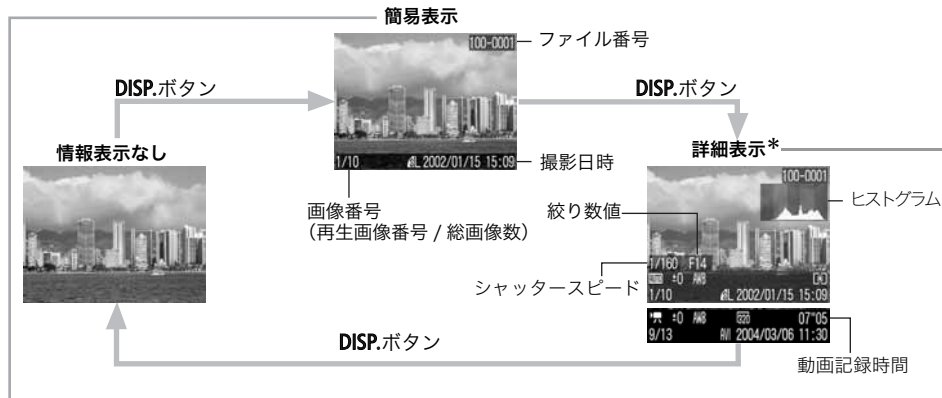 簡易表示
100-0001
ファイル番号
DISP.ボタン
DISP.ボタン
情報表示なし
詳細表示*
1/10 L 2002/01/15 15:09
撮影日時
100-0001
ヒストグラム
画像番号
(再生画像番号 / 総画像数)
絞り数値
1/160 F14
シャッタースピード
±0 AWB
1/10 L 2002/01/15 15:09
±0 AWB 320 07"05
9/13 AVI 2004/03/06 11:30
DISP.ボタン
動画記録時間